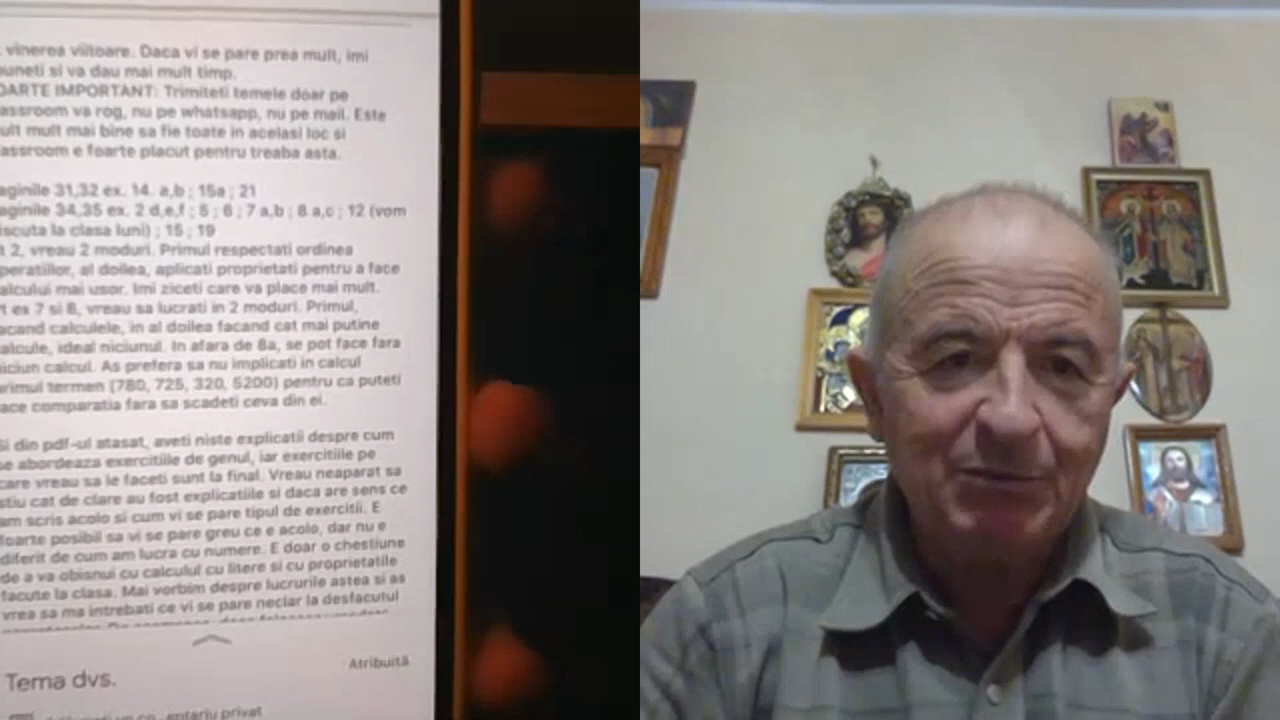 vinerea viitoare. Daca vi se pare prea mult, imi
puneti si va dau mai mult timp.
OARTE IMPORTANT: Trimiteti temele doar pe
assroom va rog, nu pe whatsapp, nu pe mail. Este
ult mult mai bine sa fie toate in acelasi loc si
assroom e foarte placut pentru treaba asta.
aginile 31,32 ex. 14. a,b ; 15a ; 21
aginile 34,35 ex. 2 d,e,f ; 5 ; 6 ; 7 a,b ; 8 a,c ; 12 (vom
iscuta la clasa luni) ; 15 ; 19
2, vreau 2 moduri. Primul respectati ordinea
peratiilor, al doilea, aplicati proprietati pentru a face
alcului mai usor. Imi ziceti care va place mai mult.
ex 7 si 8, vreau sa lucrati in 2 moduri. Primul,
acand calculele, in al doilea facand cat mai putine
alcule, ideal niciunul. In afara de 8a, se pot face fara
niciun calcul. As prefera sa nu implicati in calcul
primul termen (780, 725, 320, 5200) pentru ca puteti
ace comparatia fara sa scadeti ceva din ei.
Si din pdf-ul atasat, aveti niste explicatii despre cum
se abordeaza exercitiile de genul, iar exercitiile pe
care vreau sa le faceti sunt la final. Vreau neaparat sa
stiu cat de clare au fost explicatiile si daca are sens ce
am scris acolo si cum vi se pare tipul de exercitii. E
foarte posibil sa vi se pare greu ce e acolo, dar nu e
diferit de cum am lucra cu numere. E doar o chestiune
de a va obisnui cu calculul cu litere si cu proprietatile
facute la clasa. Mai vorbim despre lucrurile astea si as
vrea sa ma intrebati ce vi se pare neclar la desfacutul
Atribuită
Tema dvs.
privat